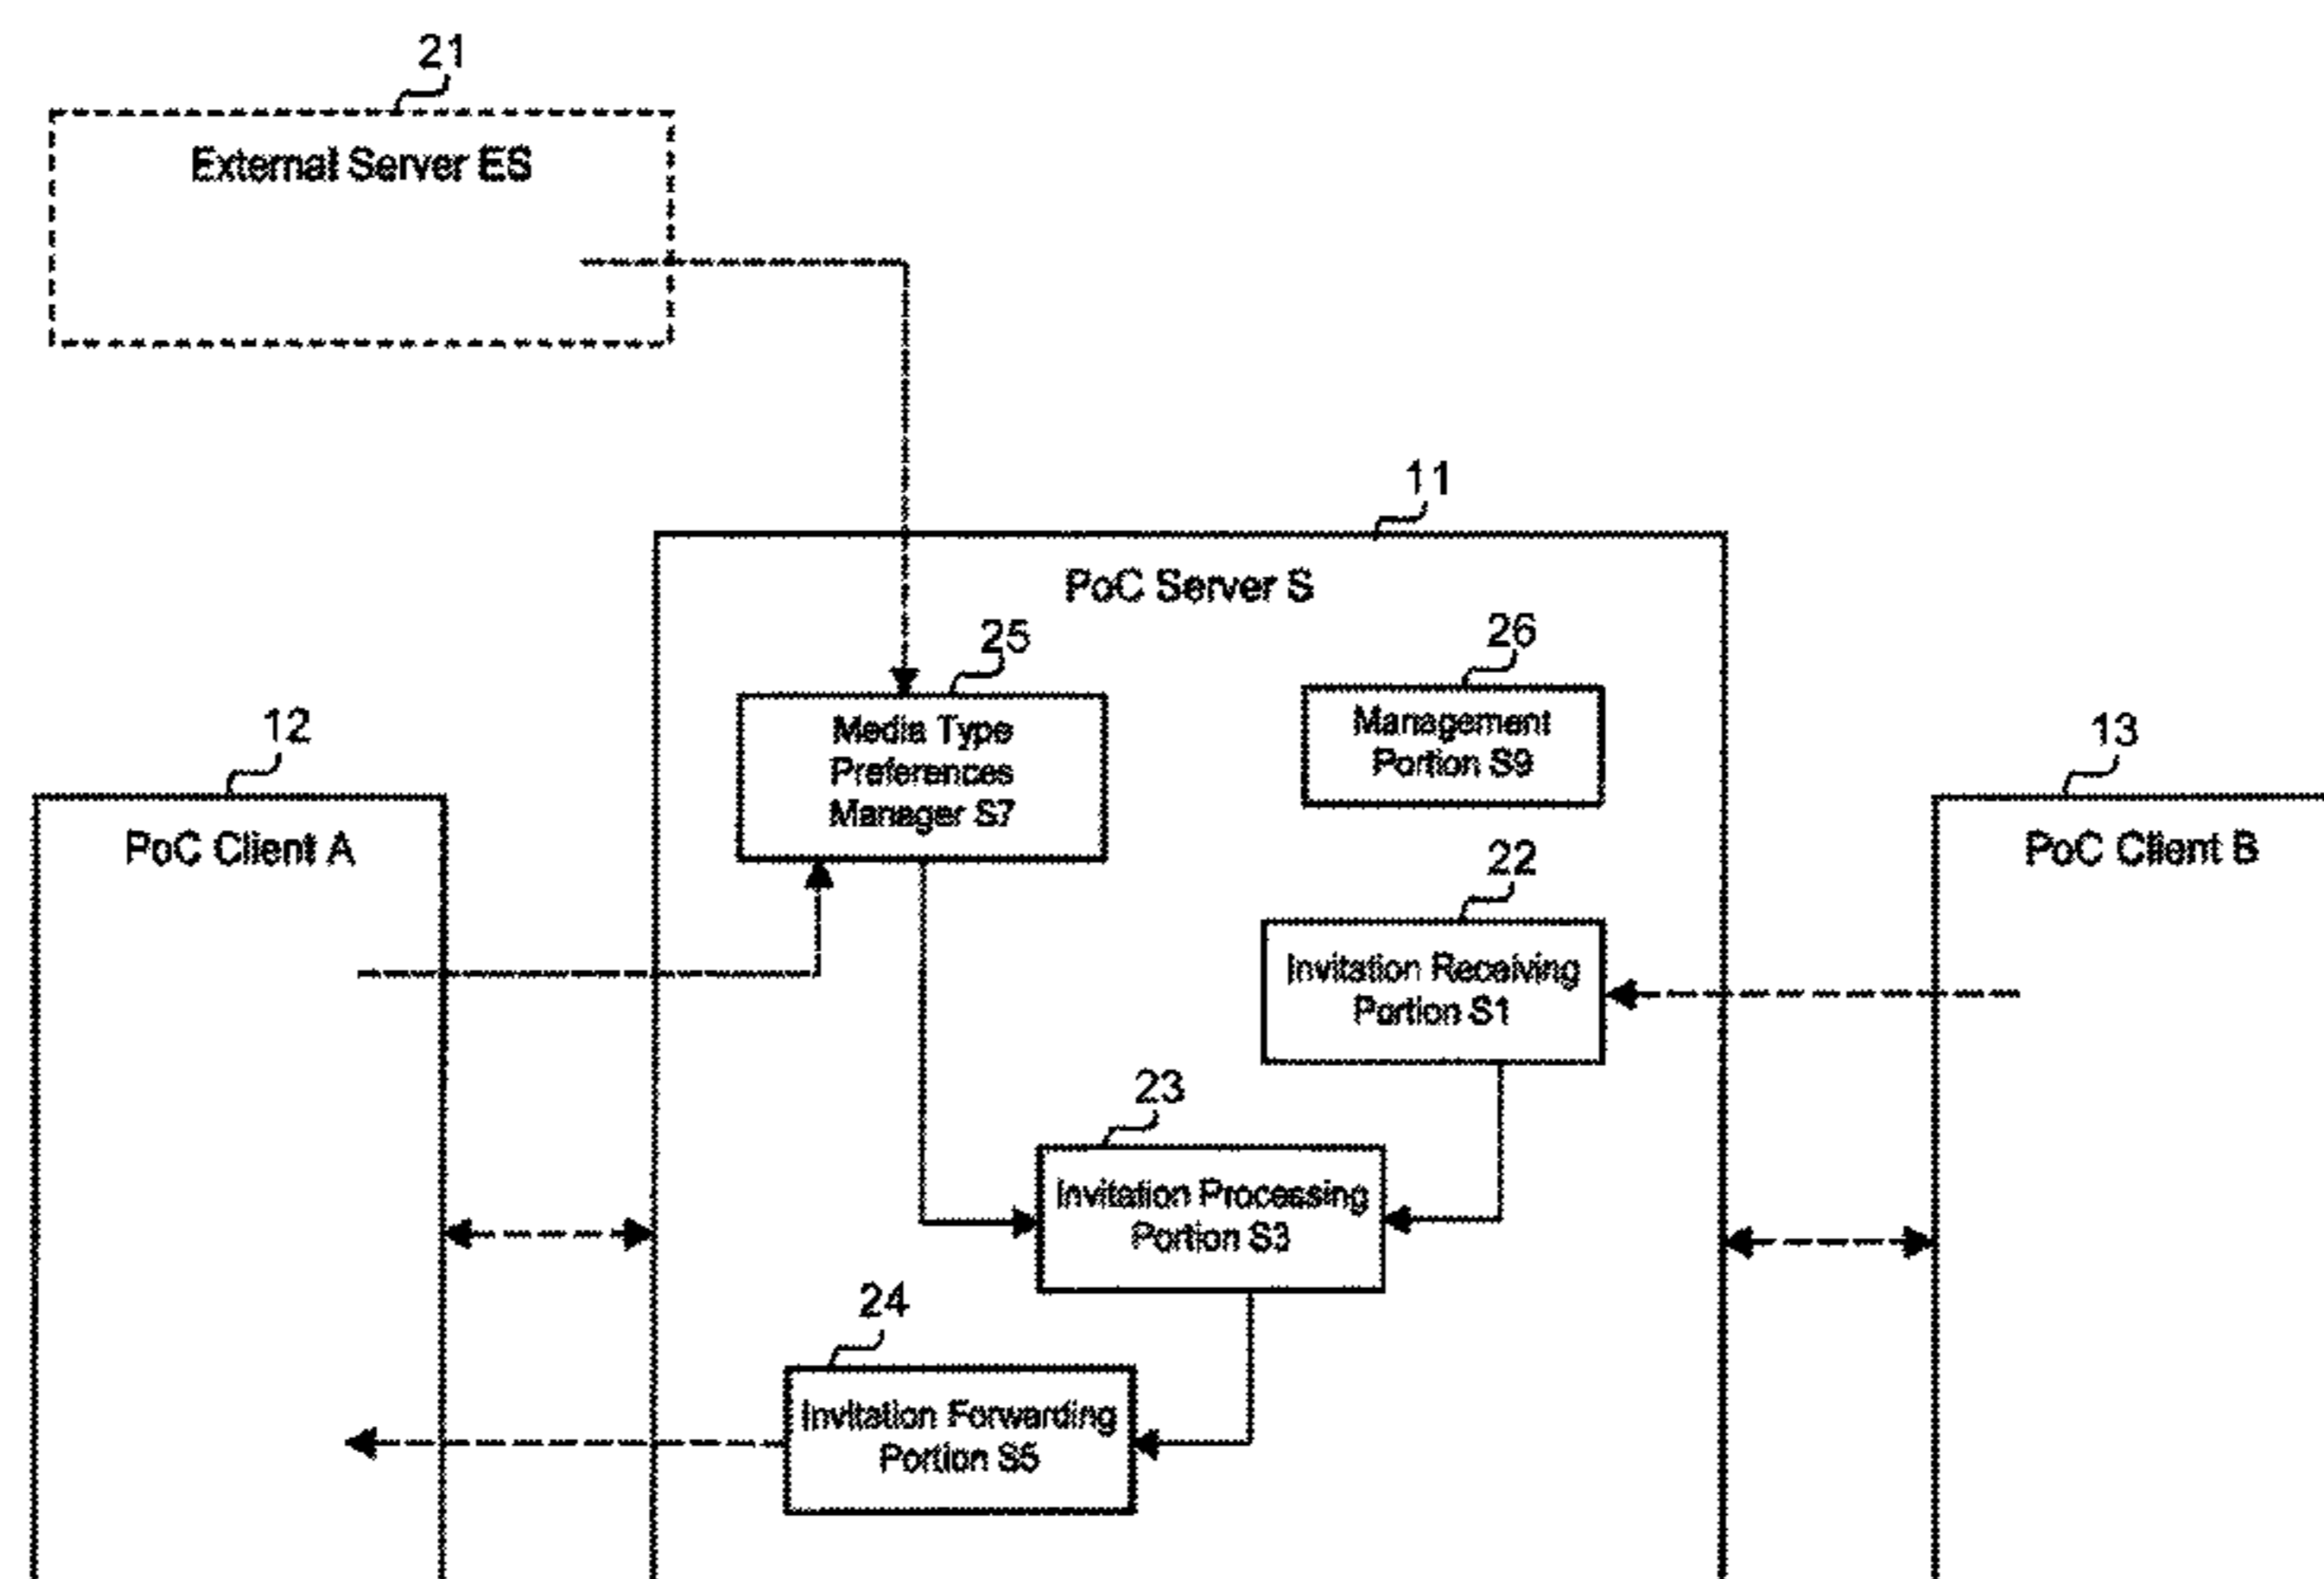 21
External Server ES
11
PoC Server S
25
26
Media Type
Preferences
Manager S7
Management
Portion S9
12
13
PoC Client A
PoC Client B
22
Invitation Receiving
Portion S1
23
Invitation Processing
Portion S3
24
Invitation Forwarding
Portion S5